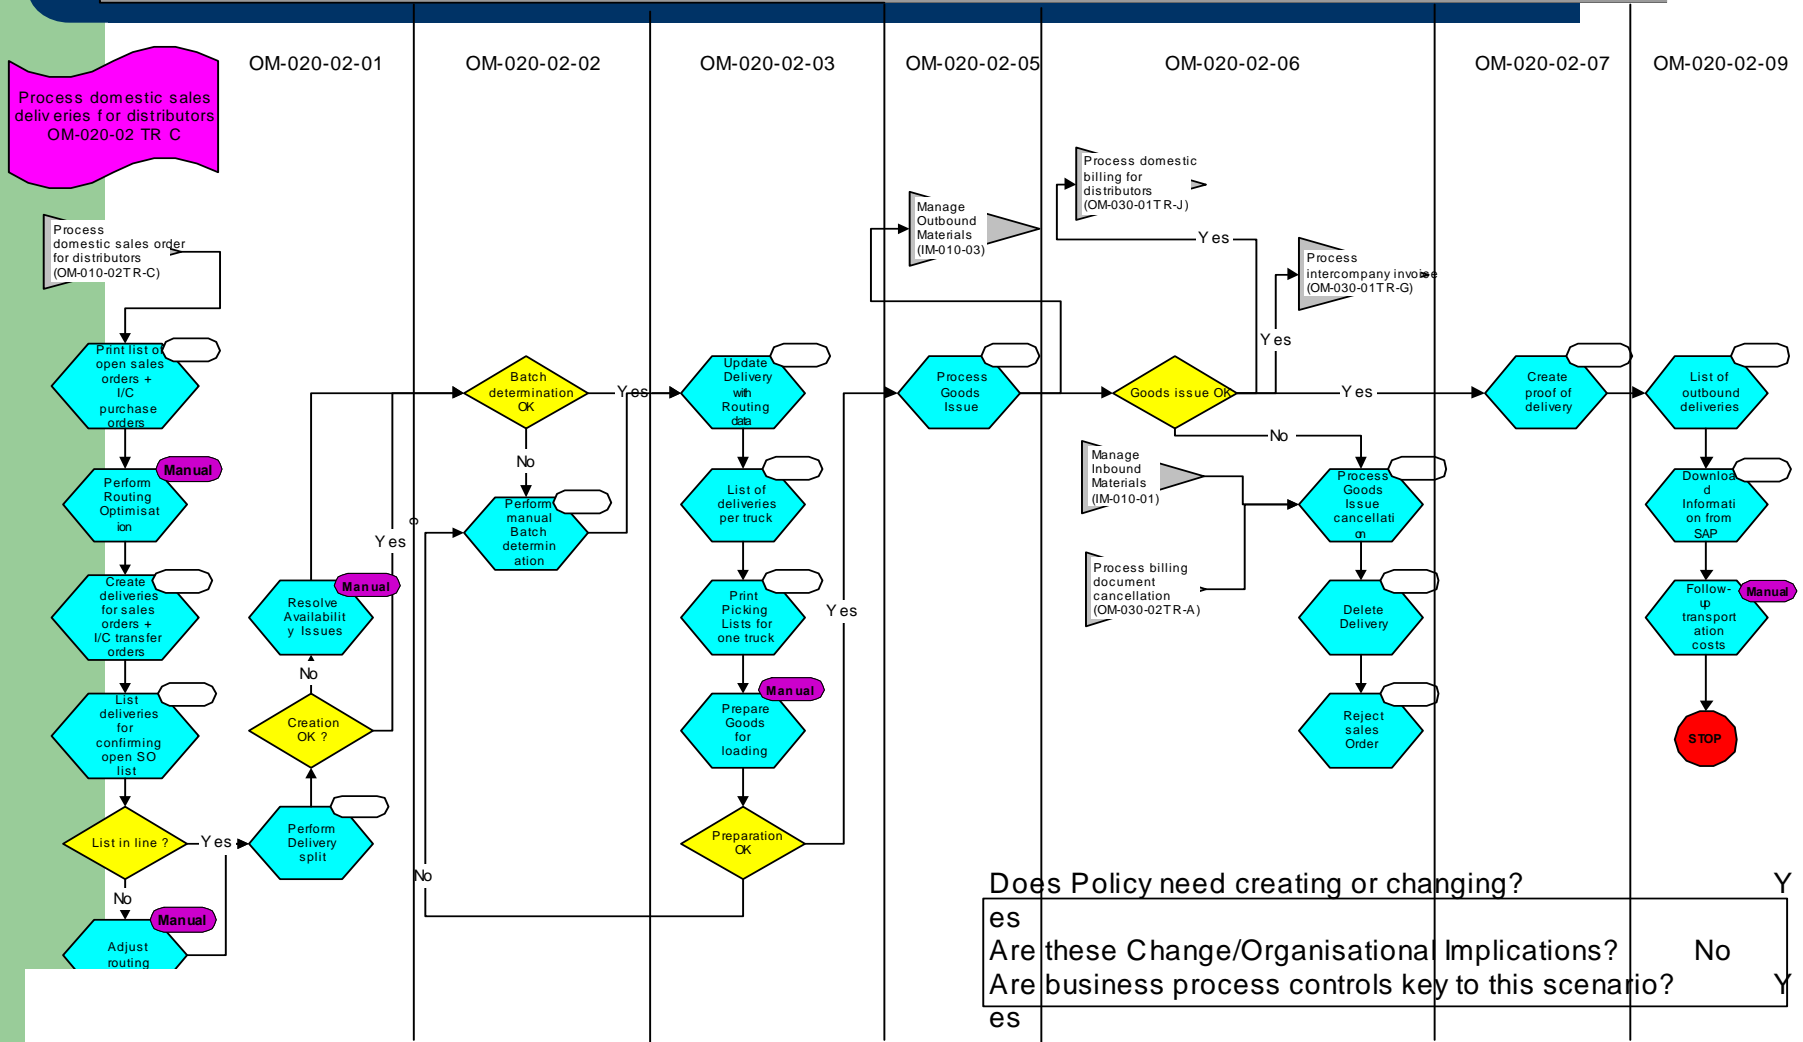 OM-020-02-01
OM-020-02-02
OM-020-02-03
OM-020-02-05
OM-020-02-06
OM-020-02-07
OM-020-02-09
Process domestic sales
deliveries for distributors
OM-020-02 TR C
Process
domestic sales order
for distributors
(OM-010-02TR-C)
Print list of
open sales
orders +
I/C
purchase
orders
Manual
Perform
Routing
Optimisat
ion
Create
deliveries
for sales
orders +
I/C transfer
orders
List
deliveries
for
confirming
open SO
list
List in line ?
Yes
No
Manual
Adjust
routing
Perform
Delivery
split
Creation
OK ?
No
Yes
Manual
Resolve
Availabilit
y Issues
o
Batch
determination
OK
Yes
No
Perform
manual
Batch
determin
ation
Update
Delivery
with
Routing
data
List of
deliveries
per truck
Print
Picking
Lists for
one truck
Manual
Prepare
Goods
for
loading
Preparation
OK
No
Yes
Manage
Outbound
Materials
(IM-010-03)
Process
Goods
Issue
Process domestic
billing for
distributors
(OM-030-01TR-J)
Yes
Process
intercompany invoice
(OM-030-01TR-G)
Yes
Goods issue OK
Yes
No
Manage
Inbound
Materials
(IM-010-01)
Process billing
document
cancellation
(OM-030-02TR-A)
Process
Goods
Issue
cancellati
on
Delete
Delivery
Reject
sales
Order
Create
proof of
delivery
List of
outbound
deliveries
Downloa
d
Informati
on from
SAP
Manual
Follow-
up
transport
ation
costs
STOP
Does Policy need creating or changing? Y
es
Are these Change/Organisational Implications? No
Are business process controls key to this scenario? Y
es